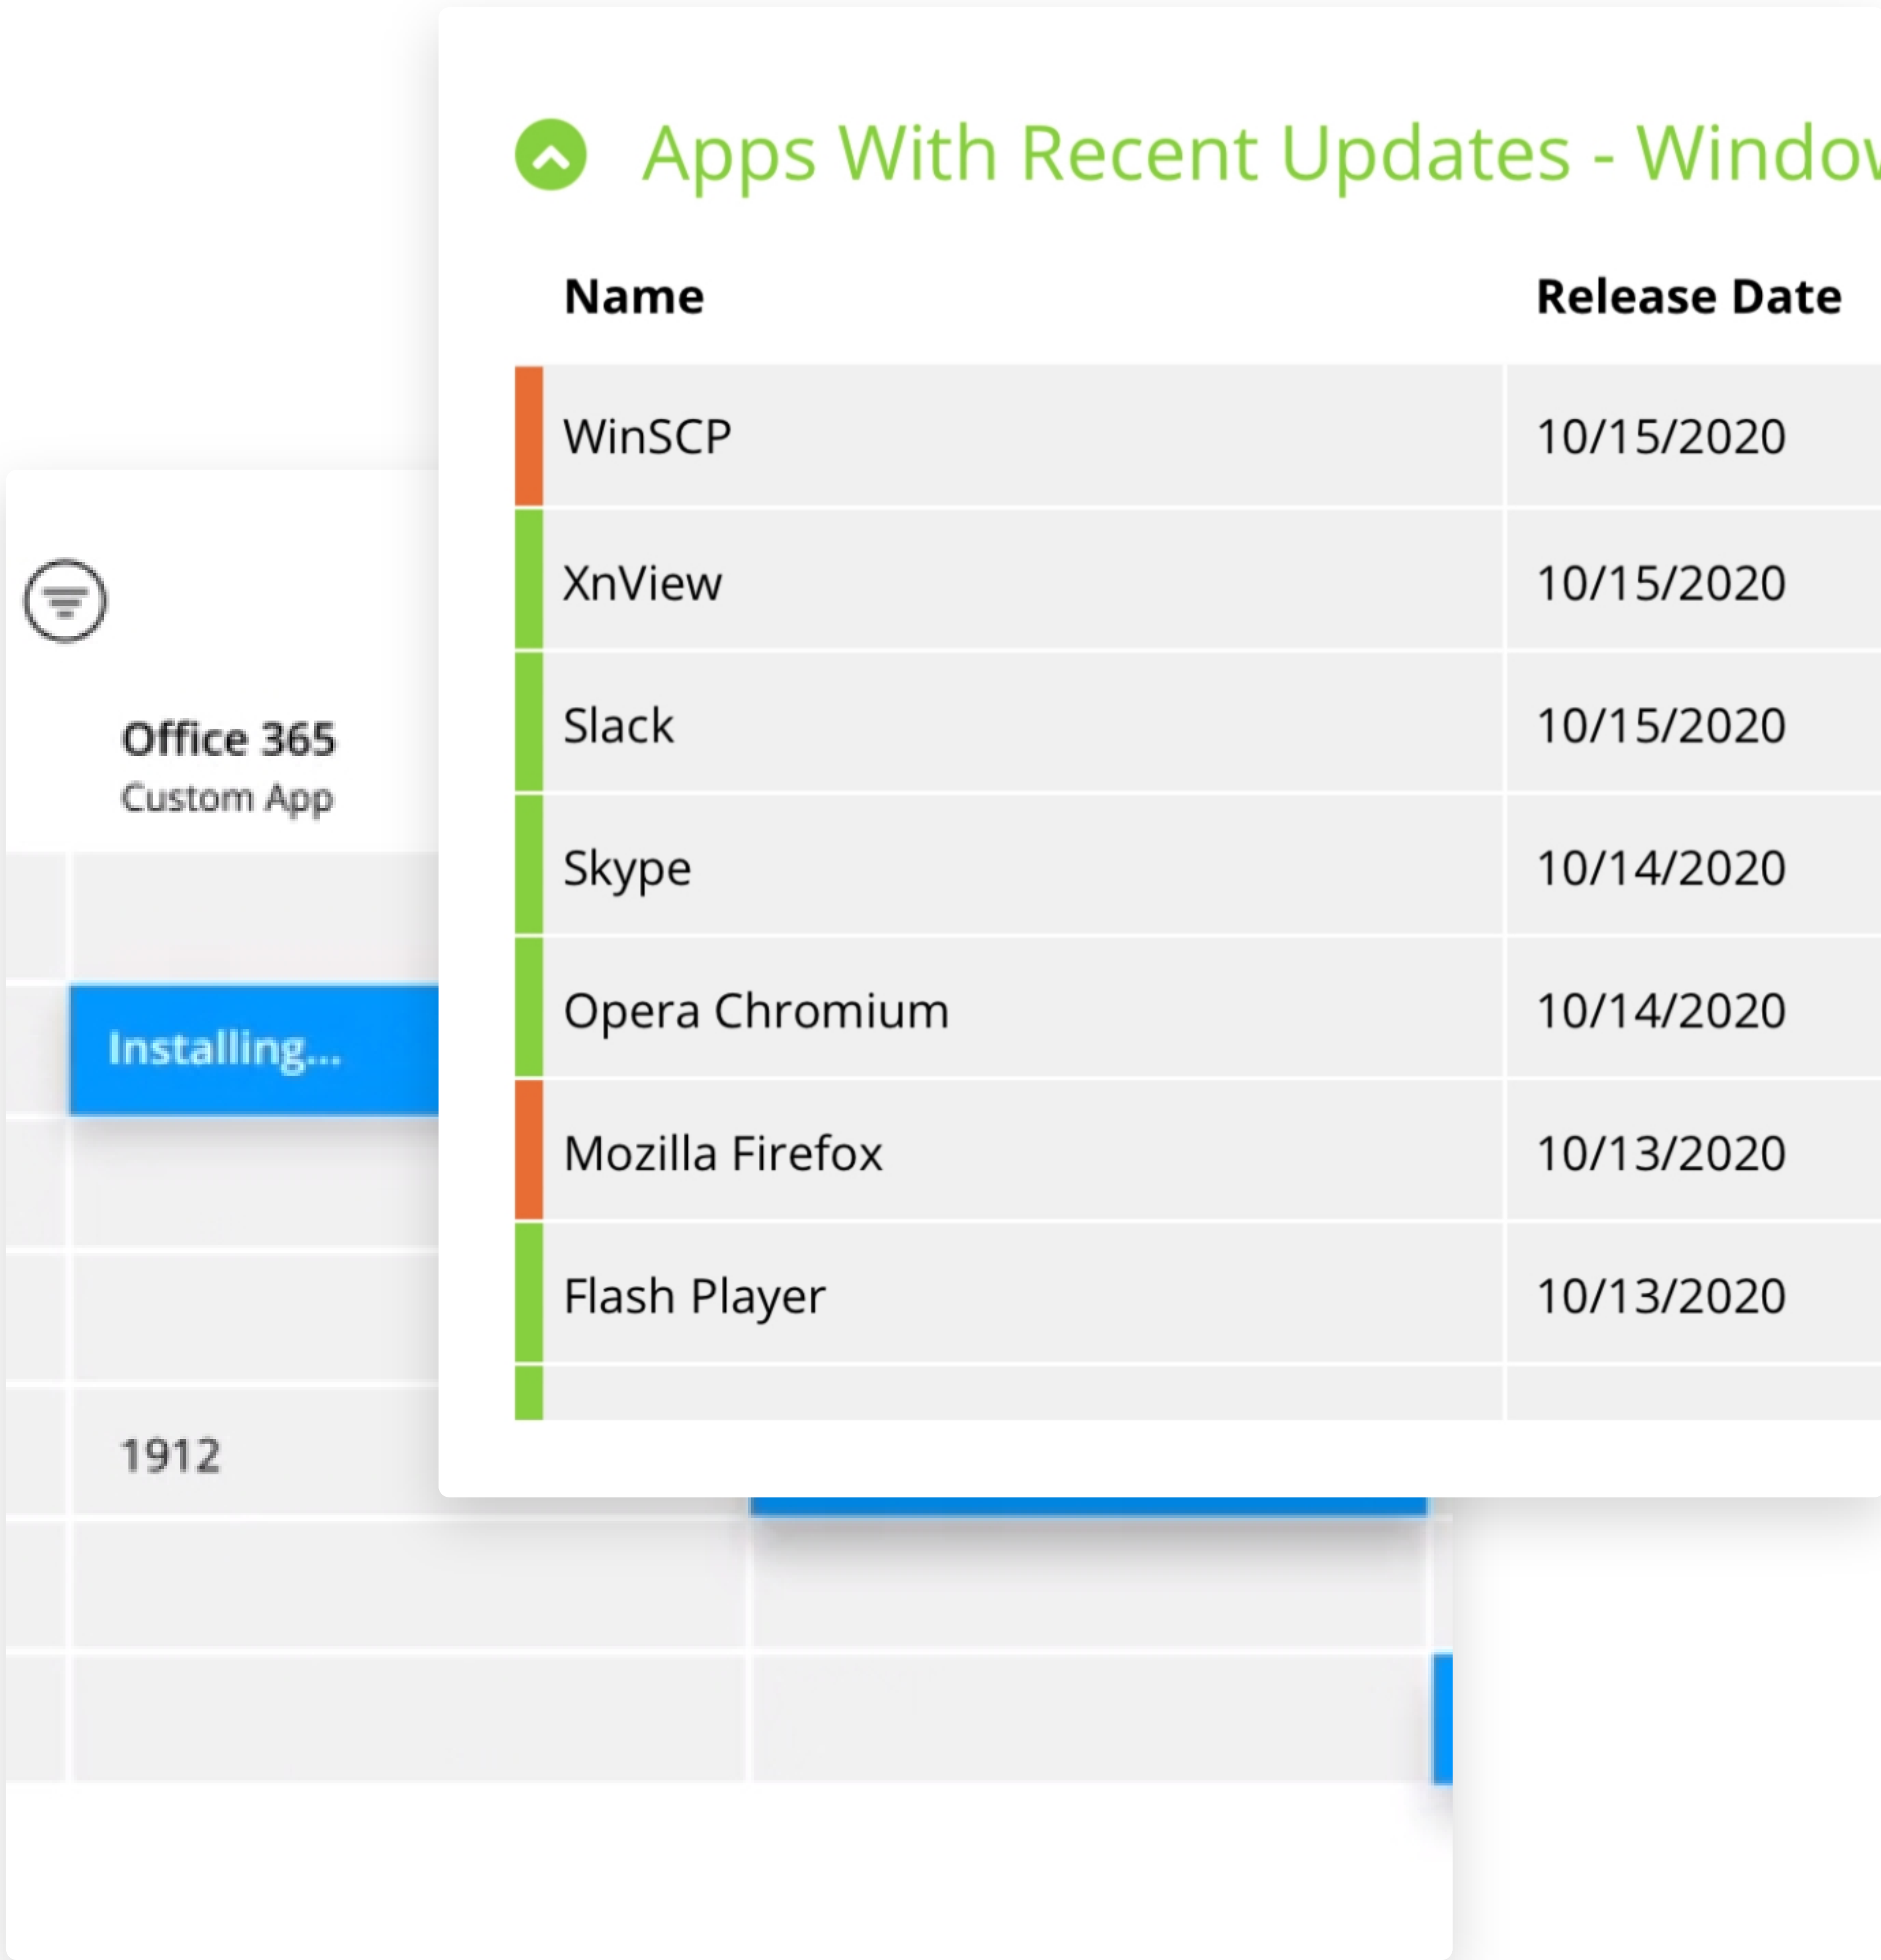 Apps With Recent Updates - Window
Name Release Date
WinSCP 10/15/2020
XnView 10/15/2020
Slack 10/15/2020
Skype 10/14/2020
Opera Chromium 10/14/2020
Mozilla Firefox 10/13/2020
Flash Player 10/13/2020
Office 365
Custom App
Installing...
1912